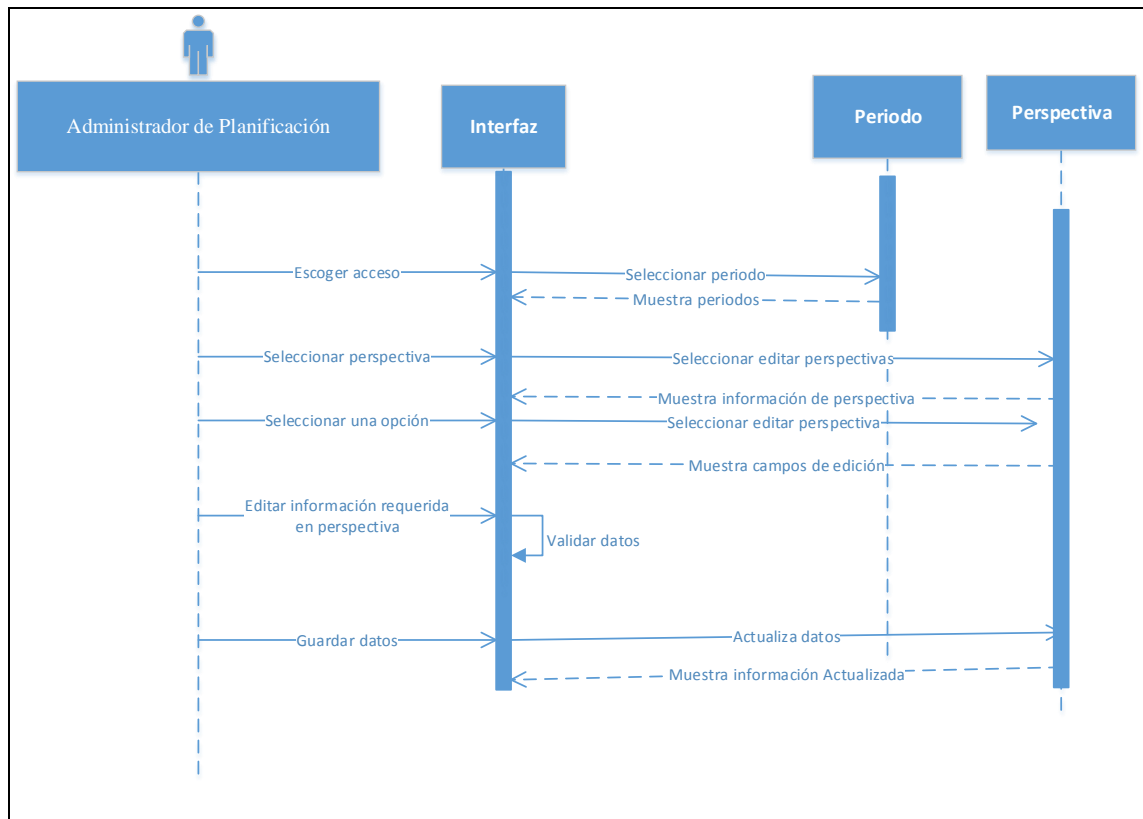 Administrador de Planificación
Interfaz
Periodo
Perspectiva
Escoger acceso
Seleccionar periodo
Muestra periodos
Seleccionar perspectiva
Seleccionar editar perspectivas
Muestra información de perspectiva
Seleccionar una opción
Seleccionar editar perspectiva
Muestra campos de edición
Editar información requerida
en perspectiva
Validar datos
Guardar datos
Actualiza datos
Muestra información Actualizada